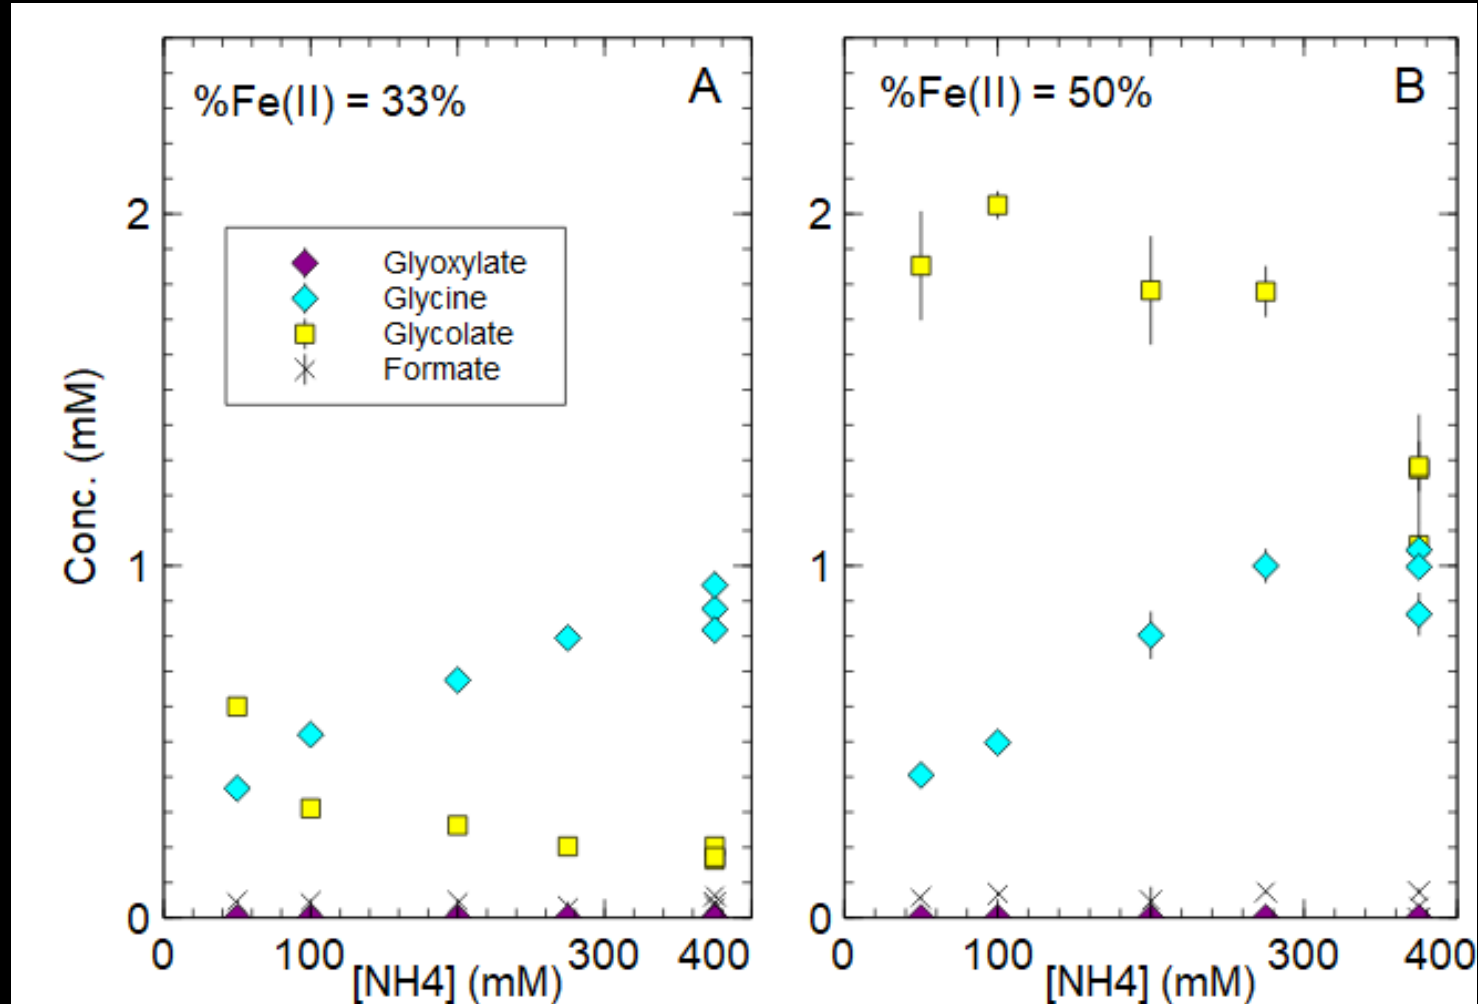 %Fe(II) = 33%
A
%Fe(II) = 50%
B
Glyoxylate
Glycine
Glycolate
Formate
Conc. (mM)
2
1
0
0
100
300
400
[NH4] (mM)
2
1
0
0
100
300
400
[NH4] (mM)